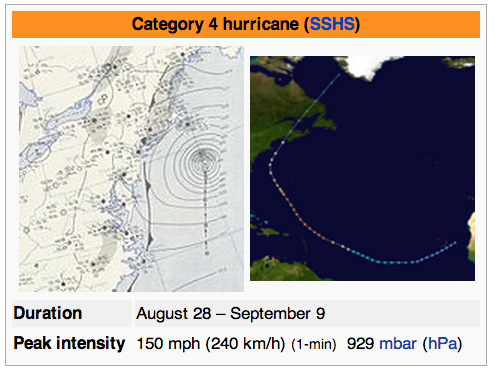 Category 4 hurricane (SSHS)
Duration August 28 – September 9
Peak intensity 150 mph (240 km/h) (1-min) 929 mbar (hPa)